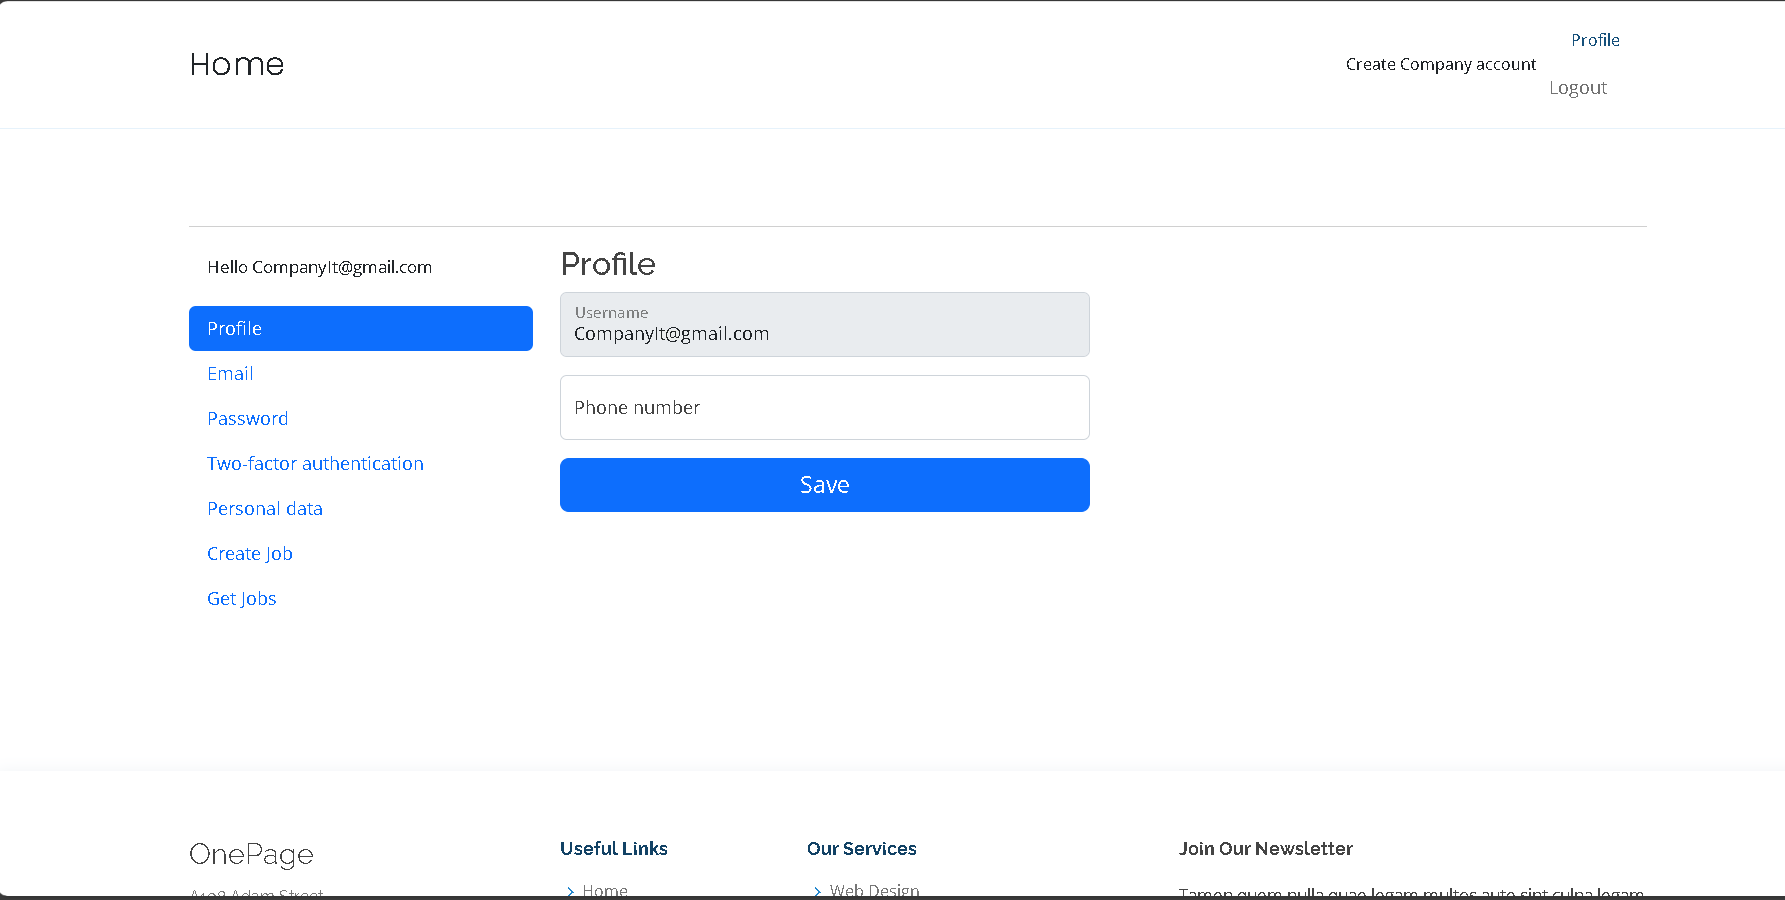 Home
Profile
Create Company account
Logout
Hello CompanyIt@gmail.com
Profile
Email
Password
Two-factor authentication
Personal data
Create Job
Get Jobs
Profile
Username
CompanyIt@gmail.com
Phone number
Save
OnePage
A108 Adam Street
Useful Links
Home
Our Services
Web Design
Join Our Newsletter
Tamen quem nulla quae legam multos aute sint culpa legam